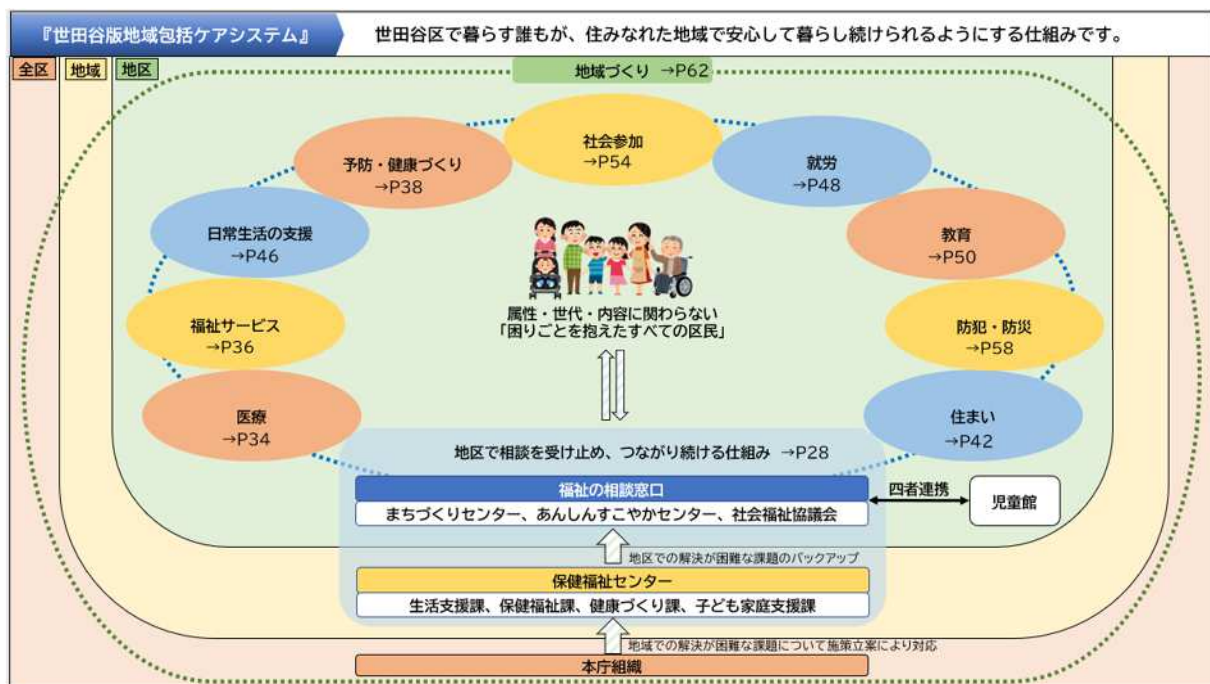 『世田谷版地域包括ケアシステム』
世田谷区で暮らす誰もが、住みなれた地域で安心して暮らし続けられるようにする仕組みです。
全区
地域
地区
地域づくり →P62
社会参加
→P54
予防・健康づくり
→P38
就労
→P48
日常生活の支援
→P46
教育
→P50
福祉サービス
→P36
防犯・防災
→P58
医療
→P34
住まい
→P42
属性・世代・内容に関わらない
「困りごとを抱えたすべての区民」
地区で相談を受け止め、つながり続ける仕組み →P28
福祉の相談窓口
まちづくりセンター、あんしんすこやかセンター、社会福祉協議会
四者連携
児童館
地区での解決が困難な課題のバックアップ
保健福祉センター
生活支援課、保健福祉課、健康づくり課、子ども家庭支援課
地域での解決が困難な課題について施策立案により対応
本庁組織